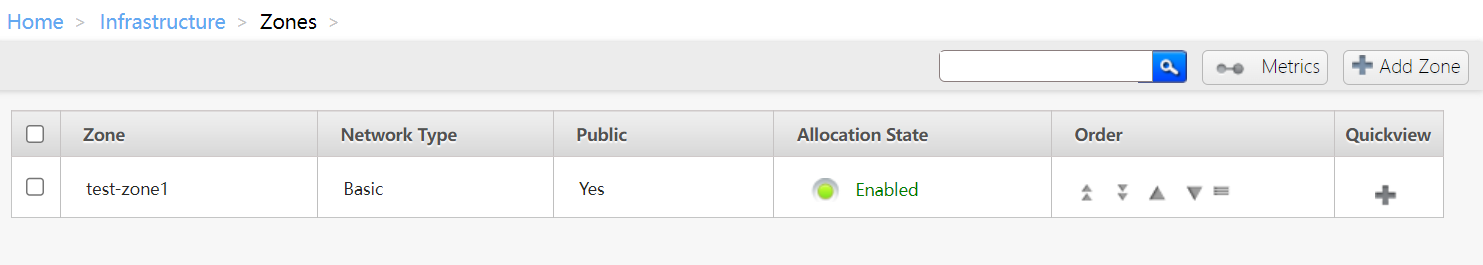 Home > Infrastructure > Zones >
Metrics Add Zone
Zone Network Type Public Allocation State Order Quickview
test-zone1 Basic Yes Enabled